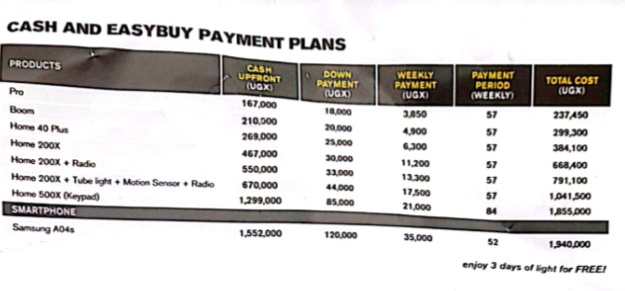 CASH AND EASYBUY PAYMENT PLANS
PRODUCTS CASH UPFRONT (UGX) DOWN PAYMENT (UGX) WEEKLY PAYMENT (UGX) PAYMENT PERIOD (WEEKLY) TOTAL COST (UGX)
Pro 167,000 18,000 3,850 57 237,450
Boom 210,500 20,000 4,900 57 299,300
Home 40 Plus 269,000 25,000 6,300 57 384,100
Home 200X 467,000 30,000 11,200 57 668,400
Home 200X + Radio 550,000 33,000 13,300 57 791,100
Home 200X + Tube light + Motion Sensor + Radio 670,000 44,000 17,500 57 1,041,500
Home 500X (Keypad) 1,299,000 85,000 21,000 84 1,855,000
SMARTPHONE
Samsung A04s 1,552,000 120,000 35,000 52 1,940,000
enjoy 3 days of light for FREE!